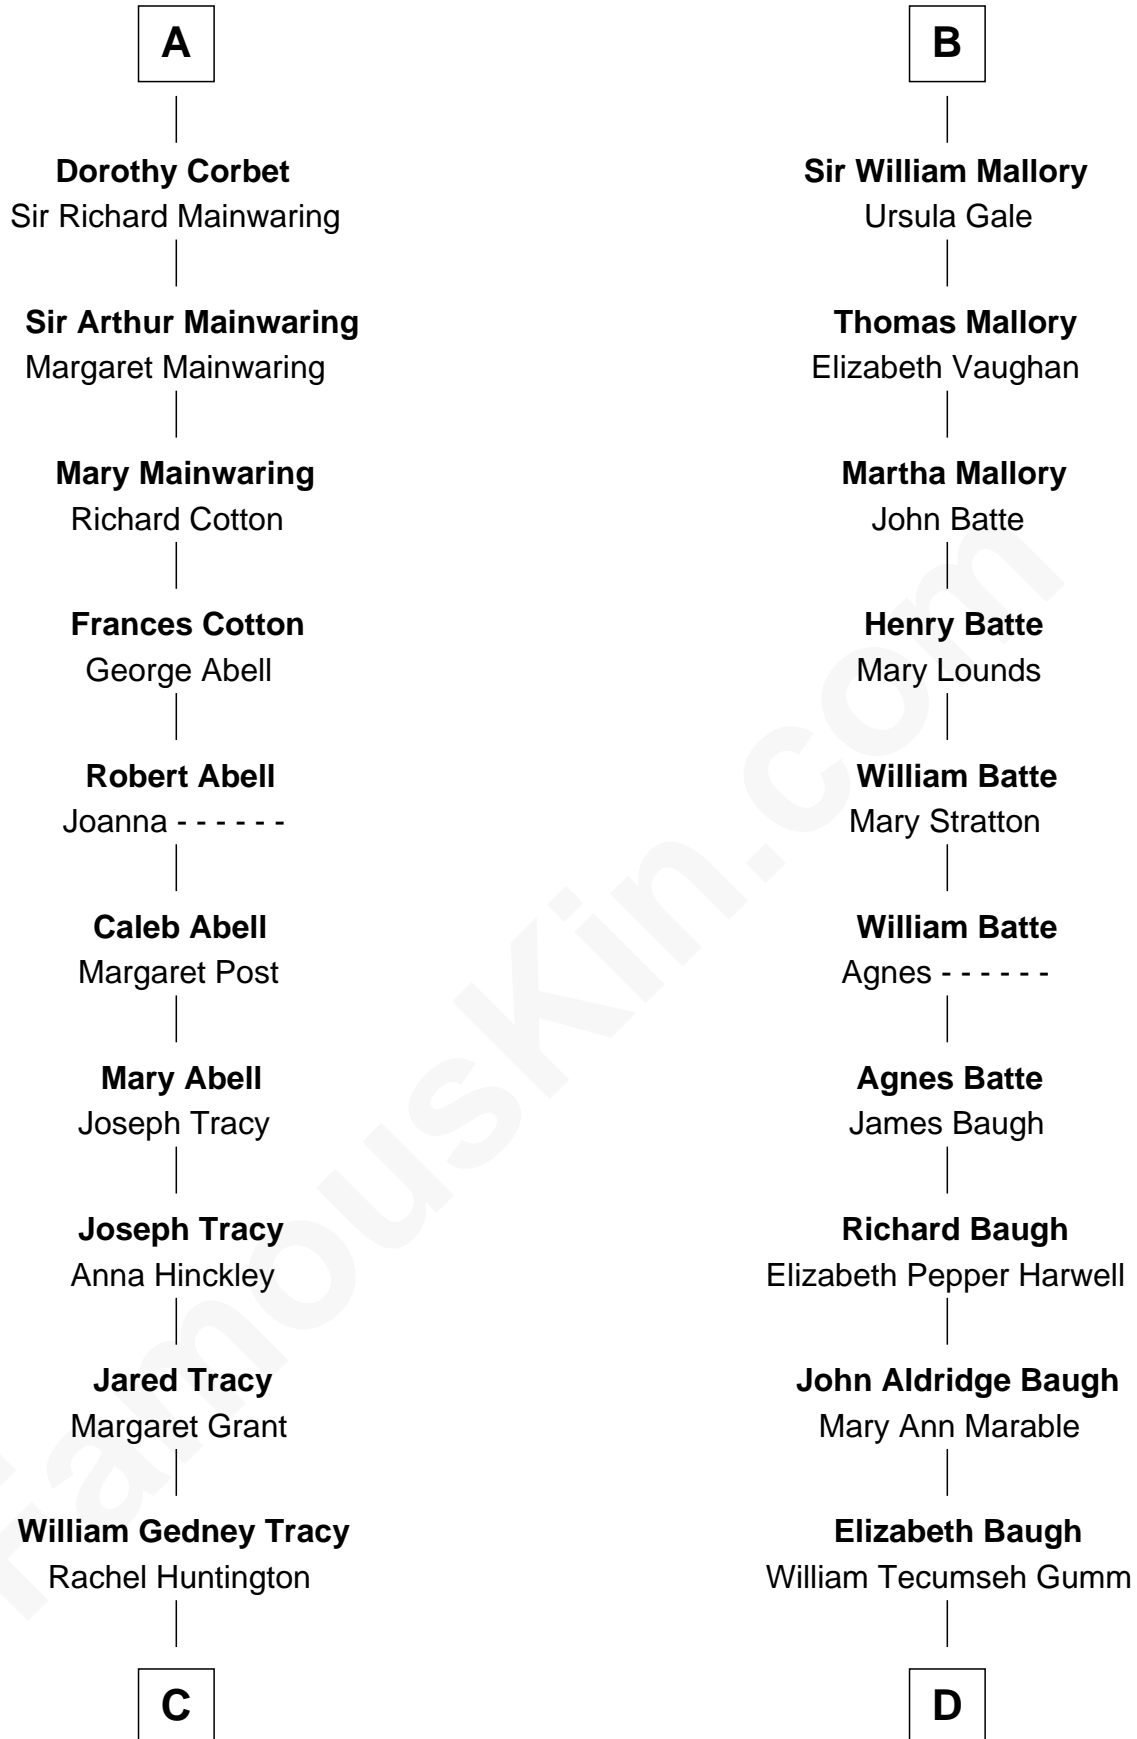 A
Dorothy Corbet
Sir Richard Mainwaring
Sir Arthur Mainwaring
Margaret Mainwaring
Mary Mainwaring
Richard Cotton
Frances Cotton
George Abell
Robert Abell
Joanna - - - - - -
Caleb Abell
Margaret Post
Mary Abell
Joseph Tracy
Joseph Tracy
Anna Hinckley
Jared Tracy
Margaret Grant
William Gedney Tracy
Rachel Huntington
C
B
Sir William Mallory
Ursula Gale
Thomas Mallory
Elizabeth Vaughan
Martha Mallory
John Batte
Henry Batte
Mary Lounds
William Batte
Mary Stratton
William Batte
Agnes - - - - - -
Agnes Batte
James Baugh
Richard Baugh
Elizabeth Pepper Harwell
John Aldridge Baugh
Mary Ann Marable
Elizabeth Baugh
William Tecumseh Gumm
D
FamousKin.com